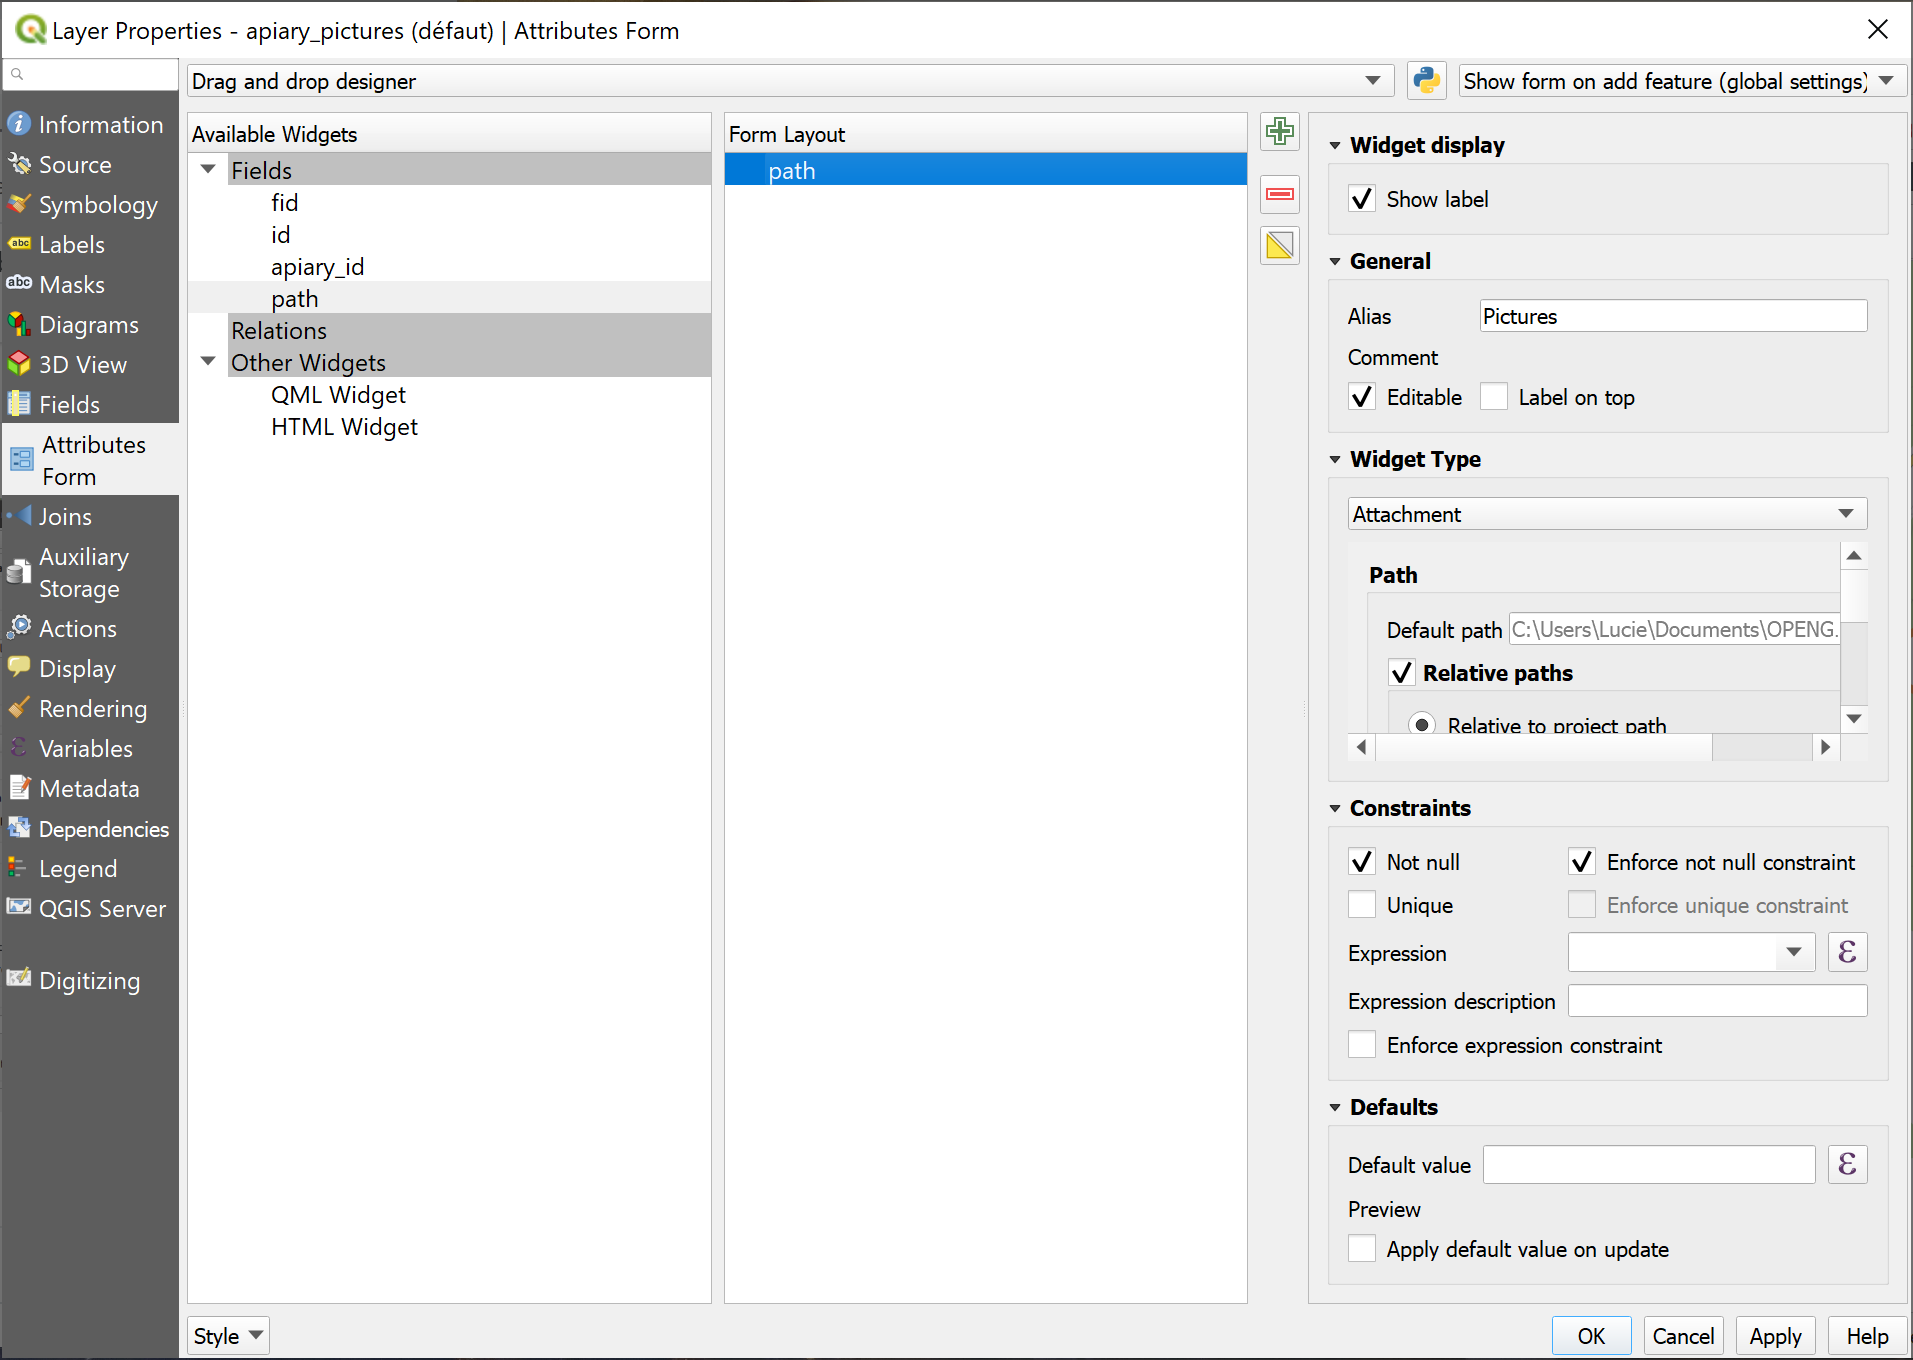 Layer Properties - apiary_pictures (défaut) | Attributes Form
Drag and drop designer
Show form on add feature (global settings)
Information
Source
Symbology
Labels
Masks
Diagrams
3D View
Fields
Attributes
Form
Joins
Auxiliary
Storage
Actions
Display
Rendering
Variables
Metadata
Dependencies
Legend
QGIS Server
Digitizing
Available Widgets
Fields
fid
id
apiary_id
path
Relations
Other Widgets
QML Widget
HTML Widget
Form Layout
path
Widget display
Show label
General
Alias
Pictures
Comment
Editable
Label on top
Widget Type
Attachment
Path
Default path
C:\Users\Lucie\Documents\OPENG.
Relative paths
Relative to project path
Constraints
Not null
Enforce not null constraint
Unique
Enforce unique constraint
Expression
ε
Expression description
Enforce expression constraint
Defaults
Default value
ε
Preview
Apply default value on update
Style
OK
Cancel
Apply
Help